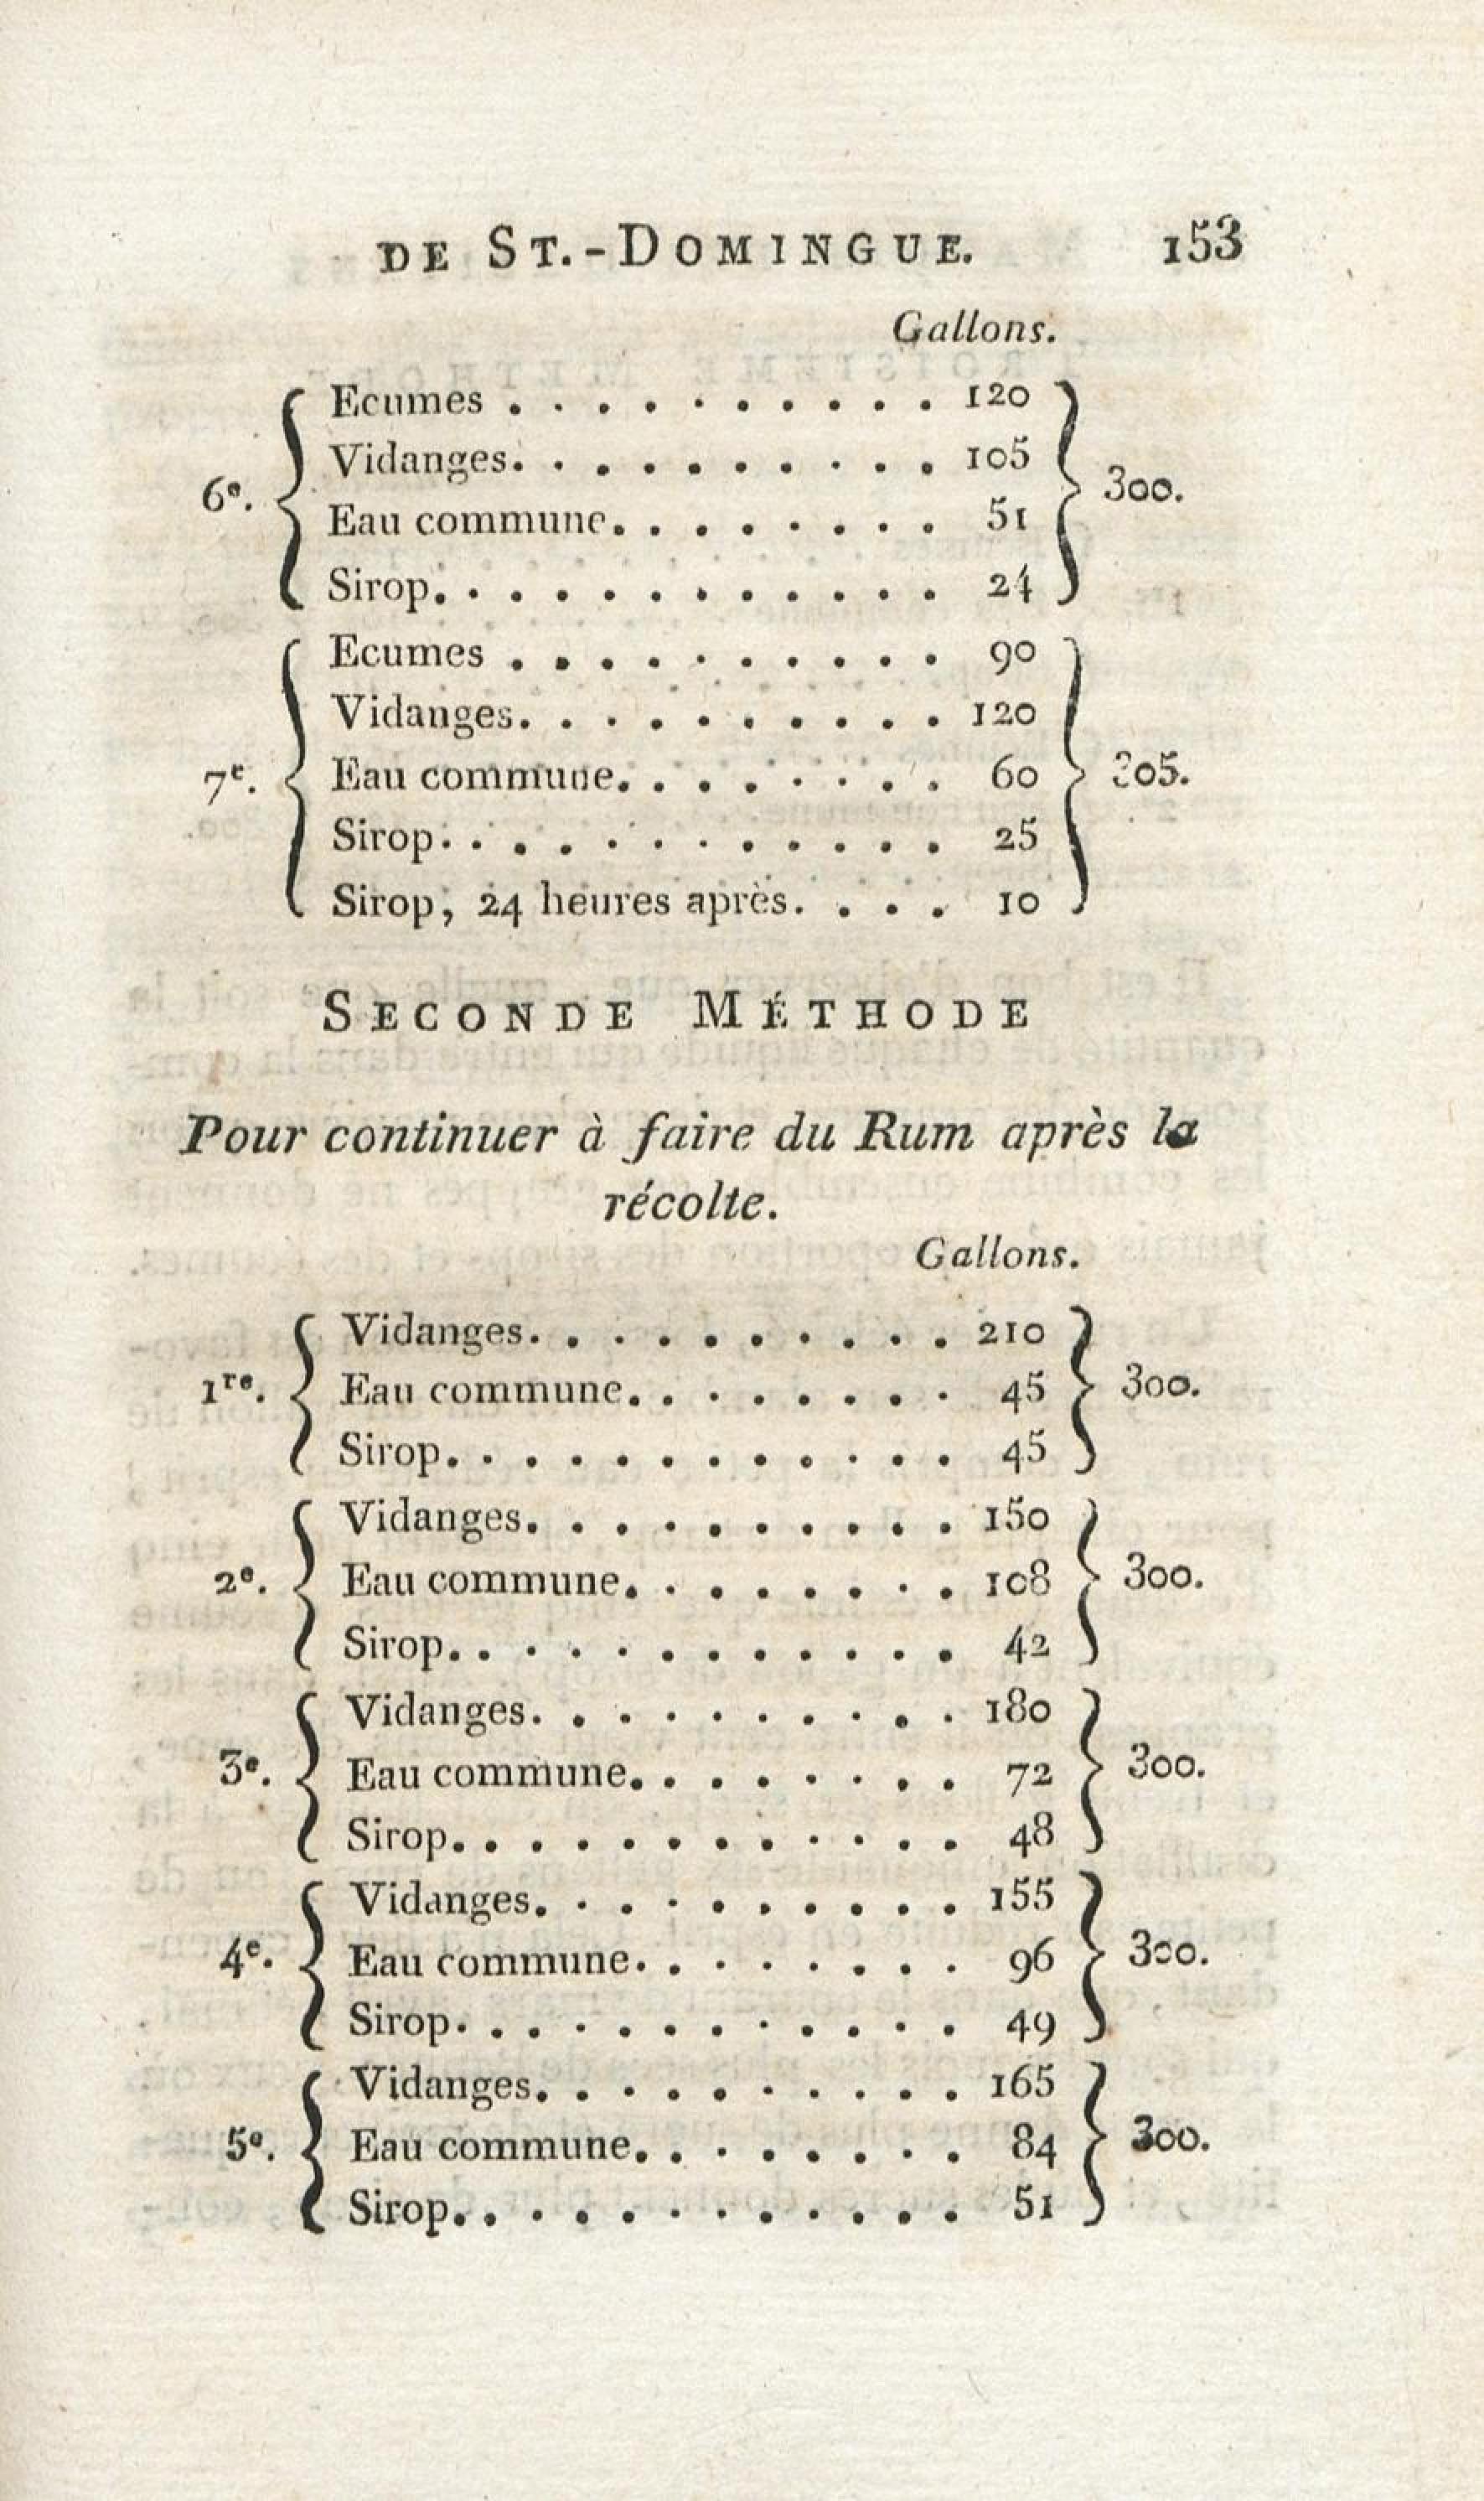 DE ST.-DOMINGUE. 153
Gallons.
Ecumes . . . . . . . . . . 120
Vidanges. . . . . . . . . . 105
6e. 300.
Eau commune. . . . . . . . 51
Sirop. . . . . . . . . . . . 24
Ecumes . . . . . . . . . . 90
Vidanges. . . . . . . . . . 120
7e. Eau commune. . . . . . . . 60 305.
Sirop. . . . . . . . . . . . 25
Sirop, 24 heures après. . . . 10
SECONDE MÉTHODE
Pour continuer à faire du Rum après la
récolte.
Gallons.
Vidanges. . . . . . . . . . 210
1re. Eau commune. . . . . . . . 45 300.
Sirop. . . . . . . . . . . . 45
Vidanges. . . . . . . . . . 150
2e. Eau commune. . . . . . . . 108 300.
Sirop. . . . . . . . . . . . 42
Vidanges. . . . . . . . . . 180
3e. Eau commune. . . . . . . . 72 300.
Sirop. . . . . . . . . . . . 48
Vidanges. . . . . . . . . . 155
4e. Eau commune. . . . . . . . 96 300.
Sirop. . . . . . . . . . . . 49
Vidanges. . . . . . . . . . 165
5e. Eau commune. . . . . . . . 84 300.
Sirop. . . . . . . . . . . . 51